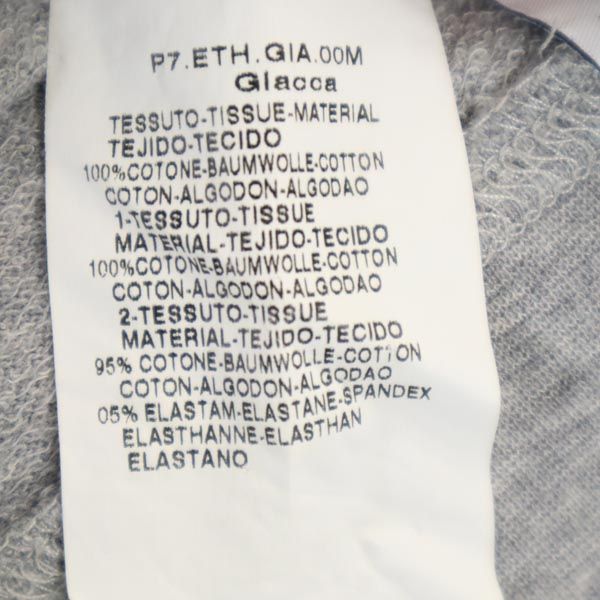 P7.ETH.GIA.00M
Giacca
TESSUTO-TISSUE-MATERIAL
TEJIDO-TECIDO
100%COTONE-BAUMWOLLE-COTTON
COTON-ALGODON-ALGODAO
1-TESSUTO-TISSUE
MATERIAL-TEJIDO-TECIDO
100%COTONE-BAUMWOLLE-COTTON
COTON-ALGODON-ALGODAO
2-TESSUTO-TISSUE
MATERIAL-TEJIDO-TECIDO
95% COTONE-BAUMWOLLE-COTTON
COTON-ALGODON-ALGODAO
05% ELASTAM-ELASTANE-SPANDEX
ELASTHANNE-ELASTHAN
ELASTANO